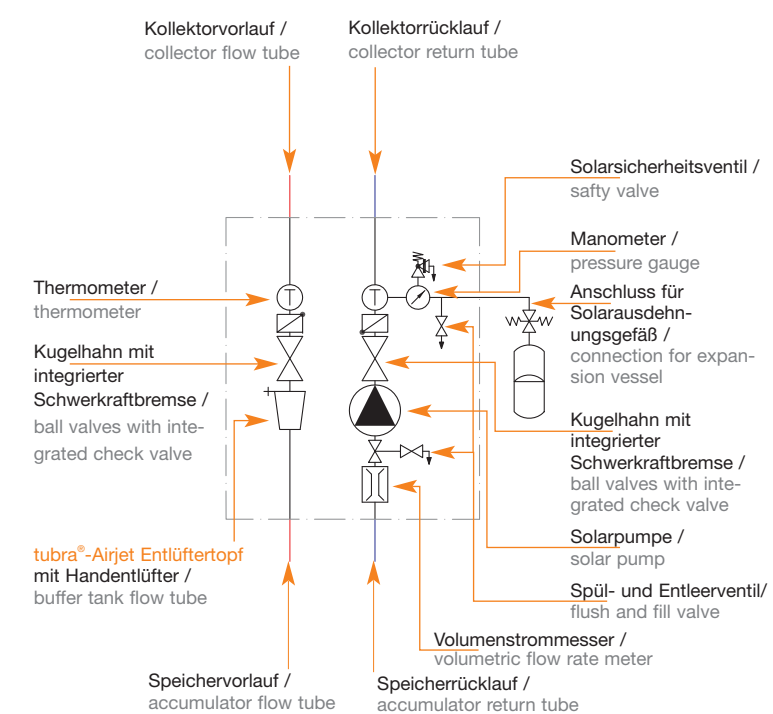 Kollektorvorlauf /
collector flow tube
Kollektorrücklauf /
collector return tube
Solarsicherheitsventil /
safty valve
Manometer /
pressure gauge
Anschluss für
Solarausdehn-
ungsgefäß /
connection for expan-
sion vessel
Thermometer /
thermometer
Kugelhahn mit
integrierter
Schwerkraftbremse /
ball valves with inte-
grated check valve
T
T
Kugelhahn mit
integrierter
Schwerkraftbremse /
ball valves with inte-
grated check valve
Solarpumpe /
solar pump
tubra®-Airjet Entlüftertopf
mit Handentlüfter /
buffer tank flow tube
Spül- und Entleerventil/
flush and fill valve
Volumenstrommesser /
volumetric flow rate meter
Speichervorlauf /
accumulator flow tube
Speicherrücklauf /
accumulator return tube